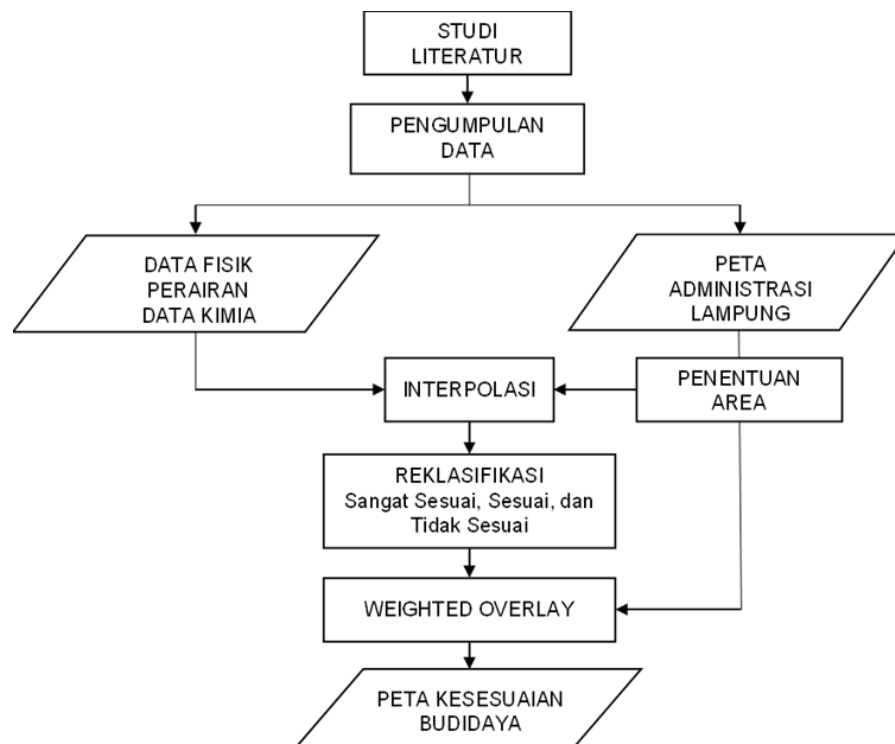 STUDI
LITERATUR
PENGUMPULAN
DATA
DATA FISIK
PERAIRAN
DATA KIMIA
PETA
ADMINISTRASI
LAMPUNG
INTERPOLASI
PENENTUAN
AREA
REKLASIFIKASI
Sangat Sesuai, Sesuai, dan
Tidak Sesuai
WEIGHTED OVERLAY
PETA KESESUAIAN
BUDIDAYA